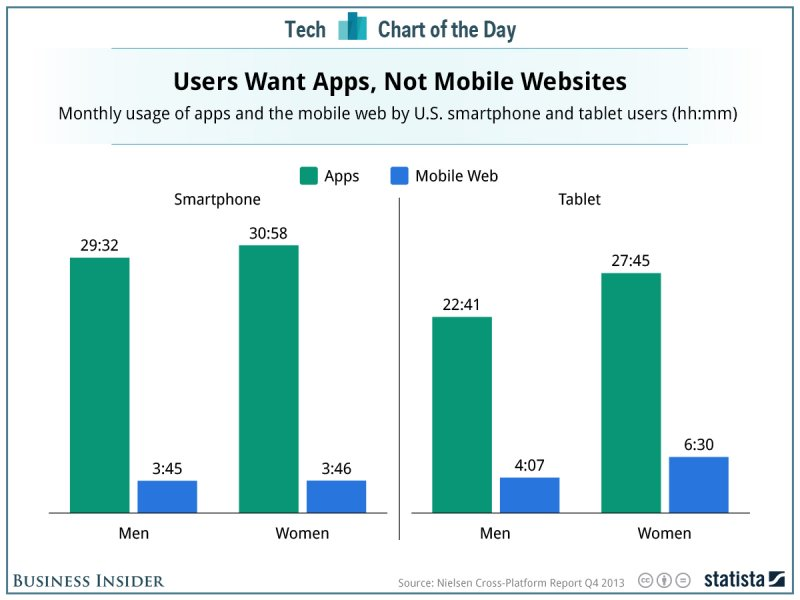 Tech Chart of the Day
Users Want Apps, Not Mobile Websites
Monthly usage of apps and the mobile web by U.S. smartphone and tablet users (hh:mm)
Apps Mobile Web
Smartphone Tablet
29:32 30:58 22:41 27:45
3:45 3:46 4:07 6:30
Men Women Men Women
BUSINESS INSIDER
Source: Nielsen Cross-Platform Report Q4 2013
cc
statista